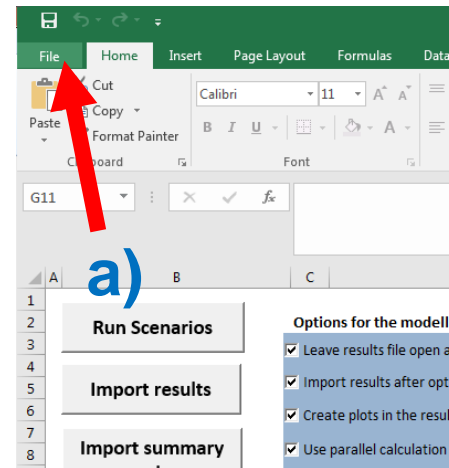 File Home Insert Page Layout Formulas Data
Cut
Calibri 11 A A
Copy
Paste
Format Painter
B I U A
Font
G11 fx
a)
A B C
1
2 Run Scenarios Options for the modell
3 Leave results file open a
4
5 Import results Import results after opt
6 Create plots in the resul
7
8 Import summary Use parallel calculation